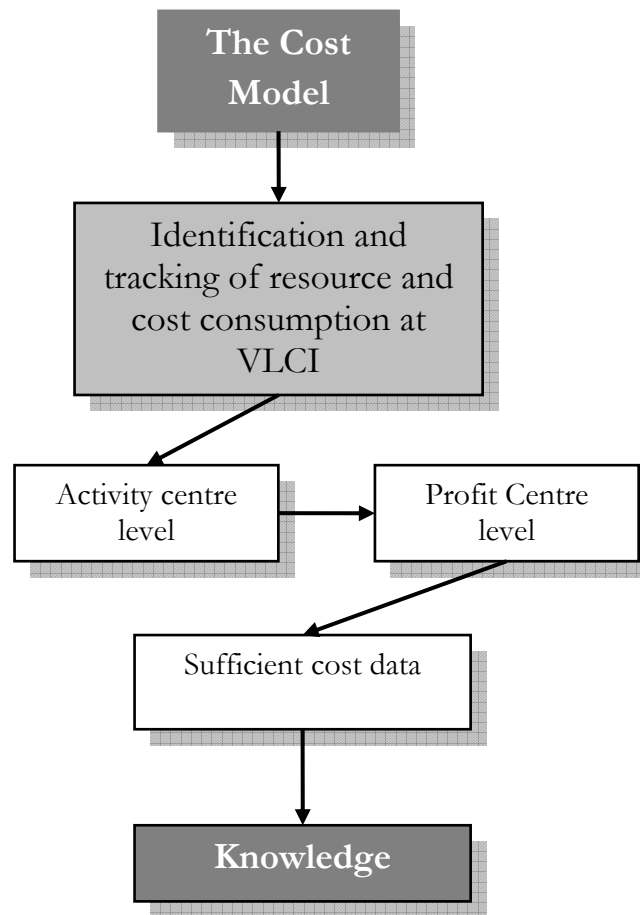 The Cost
Model
Identification and
tracking of resource and
cost consumption at
VLCI
Activity centre
level
Profit Centre
level
Sufficient cost data
Knowledge